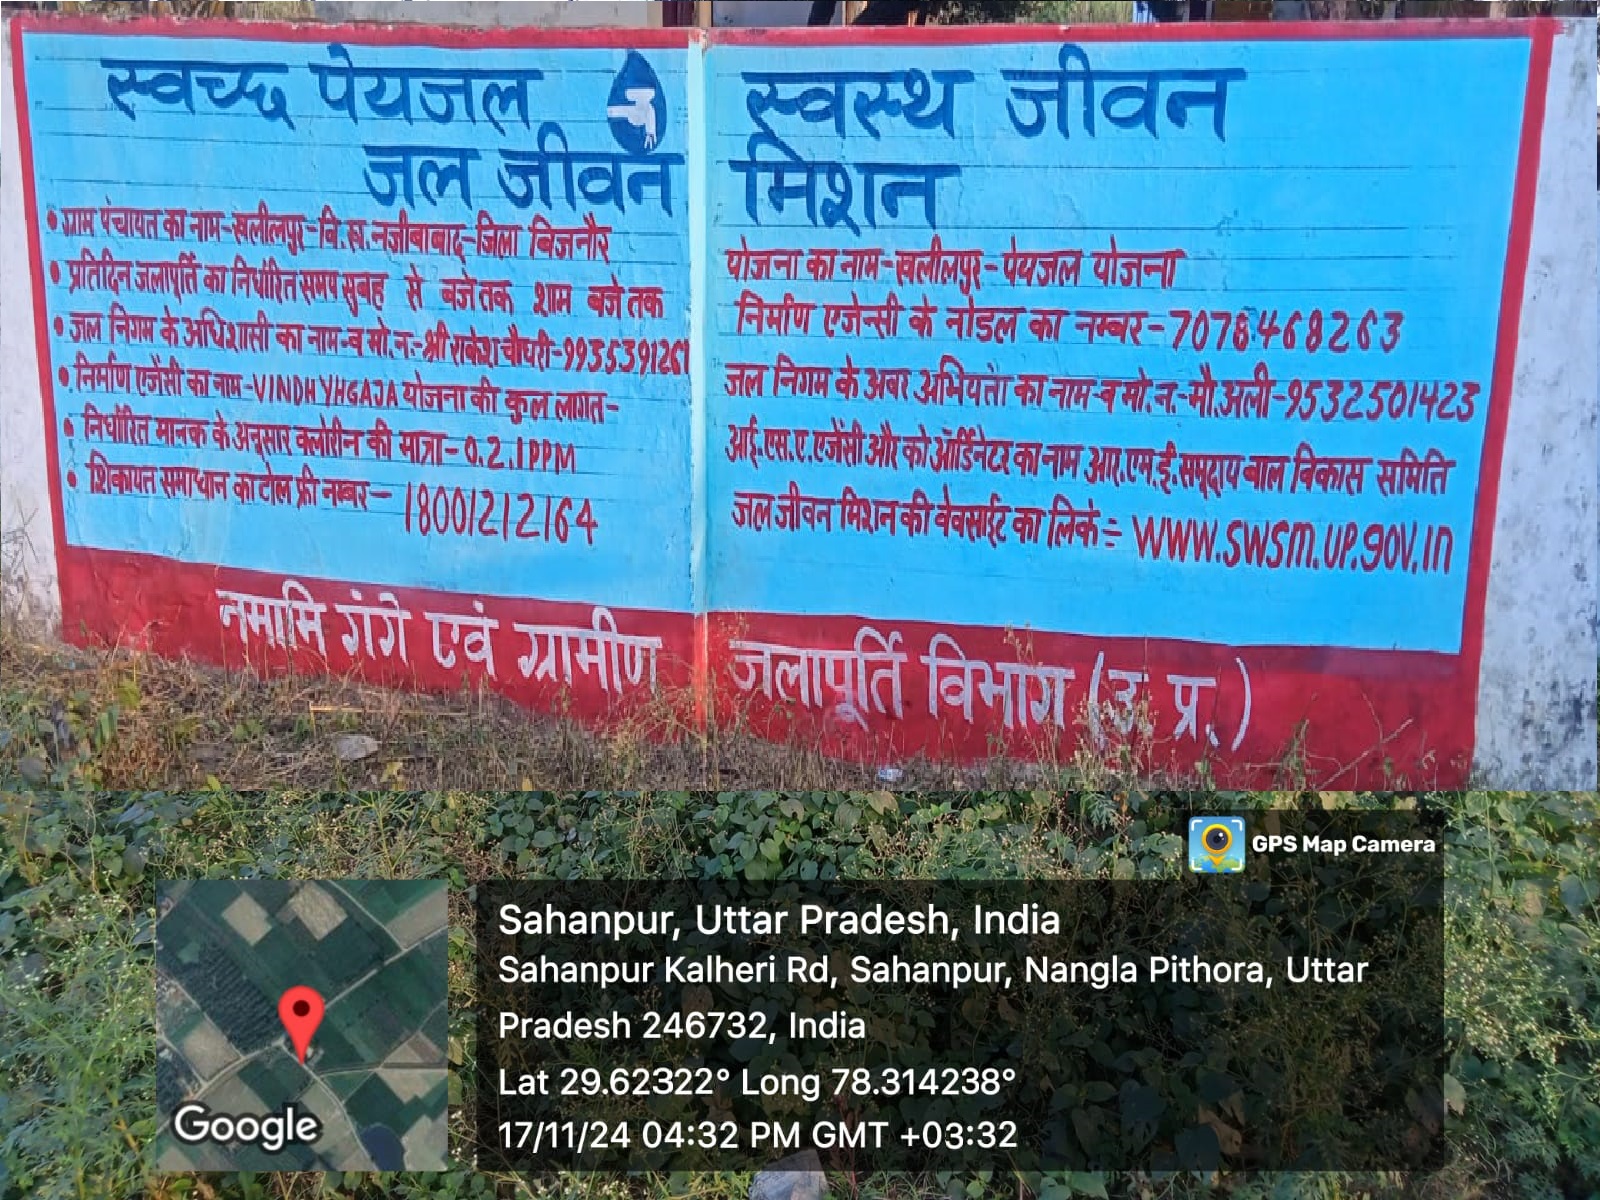 स्वच्छ पेयजल
जल जीवन
• ग्राम पंचायत का नाम-खलीलपुर-वि.ख.नजीबाबाद-जिला बिजनौर
• प्रतिदिन जलापूर्ति का निर्धारित समय सुबह से बजे तक शाम बजे तक
• जल निगम के अधिशासी का नाम-व मो.न.-श्री राकेश चौधरी-9935391261
• निर्माण एजेंसी का नाम-VINDHYHGAJA योजना की कुल लागत-
• निर्धारित मानक के अनुसार क्लोरीन की मात्रा-0.2.1PPM
• शिकायत समाधान का टोल फ्री नम्बर-18001212164
स्वस्थ जीवन
मिशन
योजना का नाम-खलीलपुर-पेयजल योजना
निर्माण एजेन्सी के नोडल का नम्बर-7078468263
जल निगम के अवर अभियंता का नाम-व मो.न.-मौ.अली-9532501423
आई.एस.ए.एजेंसी और को ऑर्डिनेटर का नाम आर.एम.ई.समूदाय बाल विकास समिति
जल जीवन मिशन की वेवसाईट का लिंक:= WWW.SWSM.UP.GOV.IN
नमामि गंगे एवं ग्रामीण जलापूर्ति विभाग (उ प्र.)
GPS Map Camera
Sahanpur, Uttar Pradesh, India
Sahanpur Kalheri Rd, Sahanpur, Nangla Pithora, Uttar
Pradesh 246732, India
Lat 29.62322° Long 78.314238°
17/11/24 04:32 PM GMT +03:32
Google